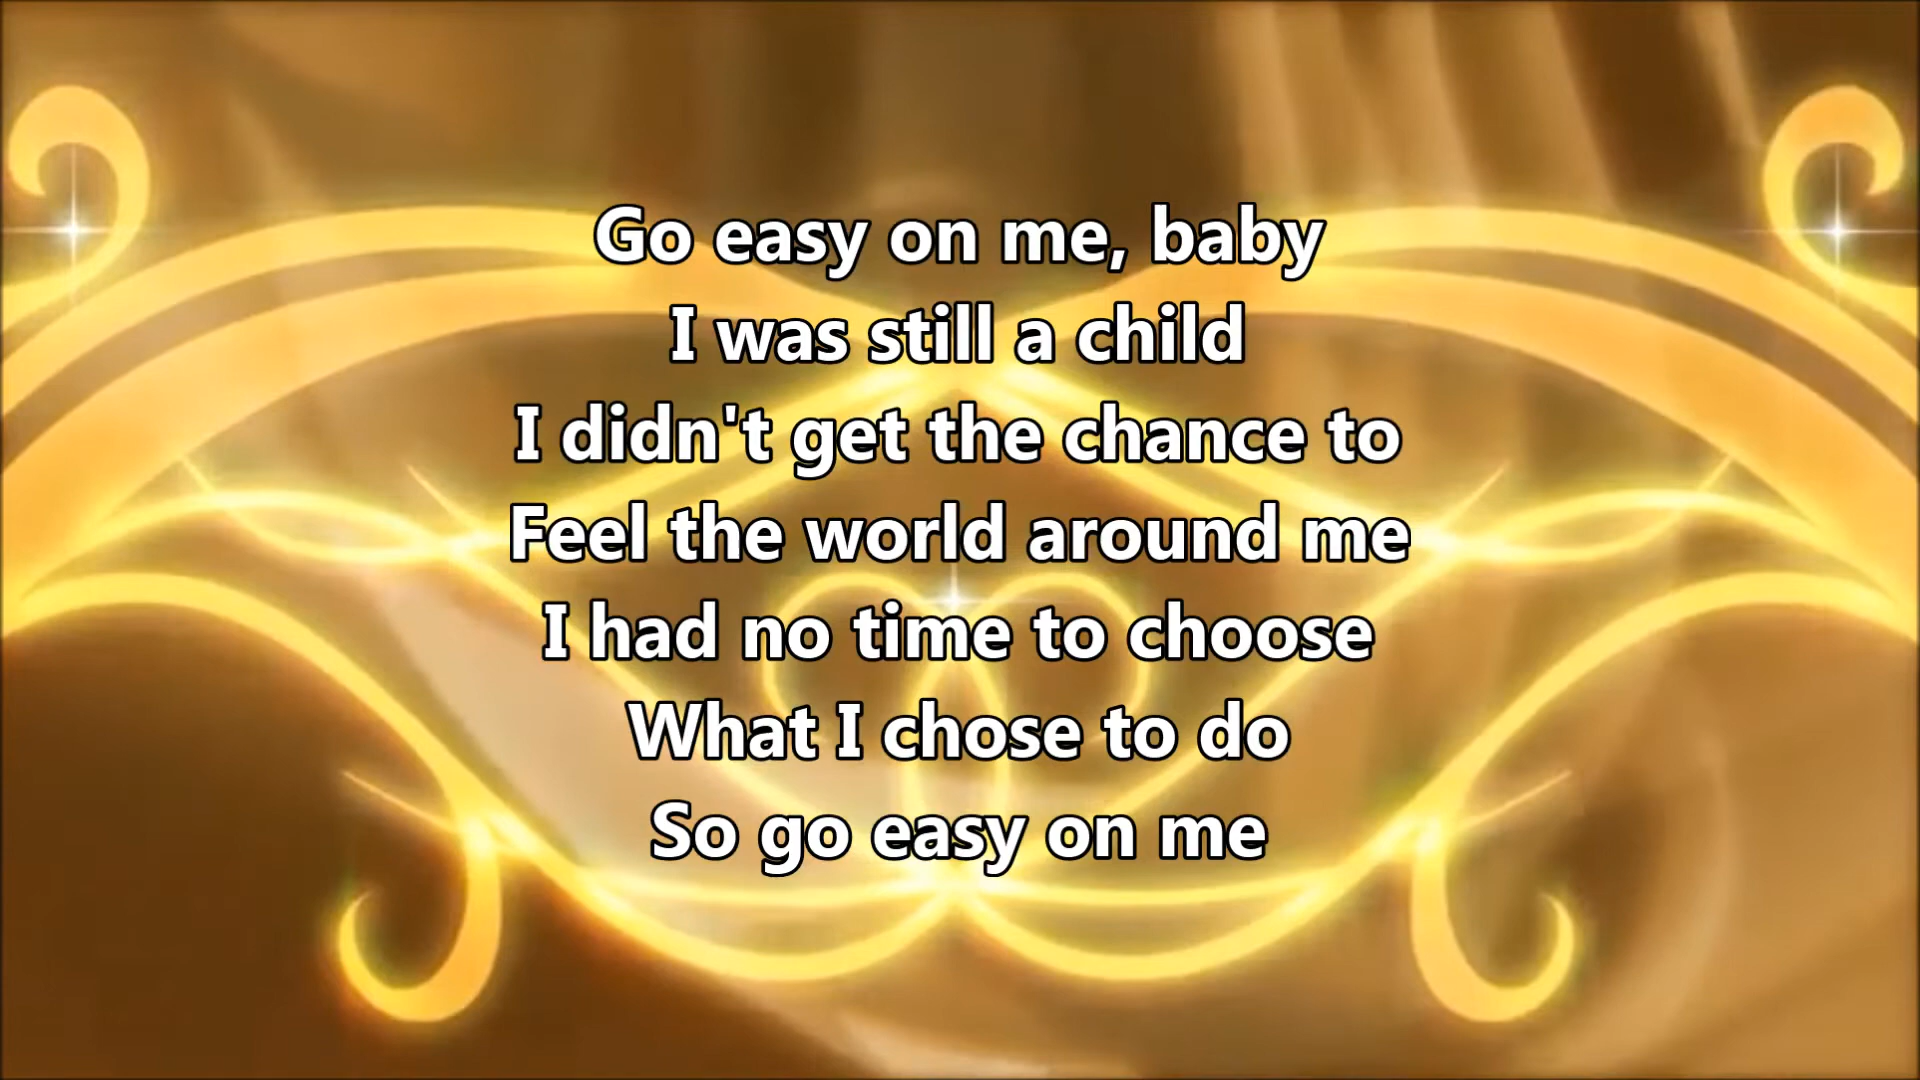 Go easy on me, baby
I was still a child
I didn't get the chance to
Feel the world around me
I had no time to choose
What I chose to do
So go easy on me